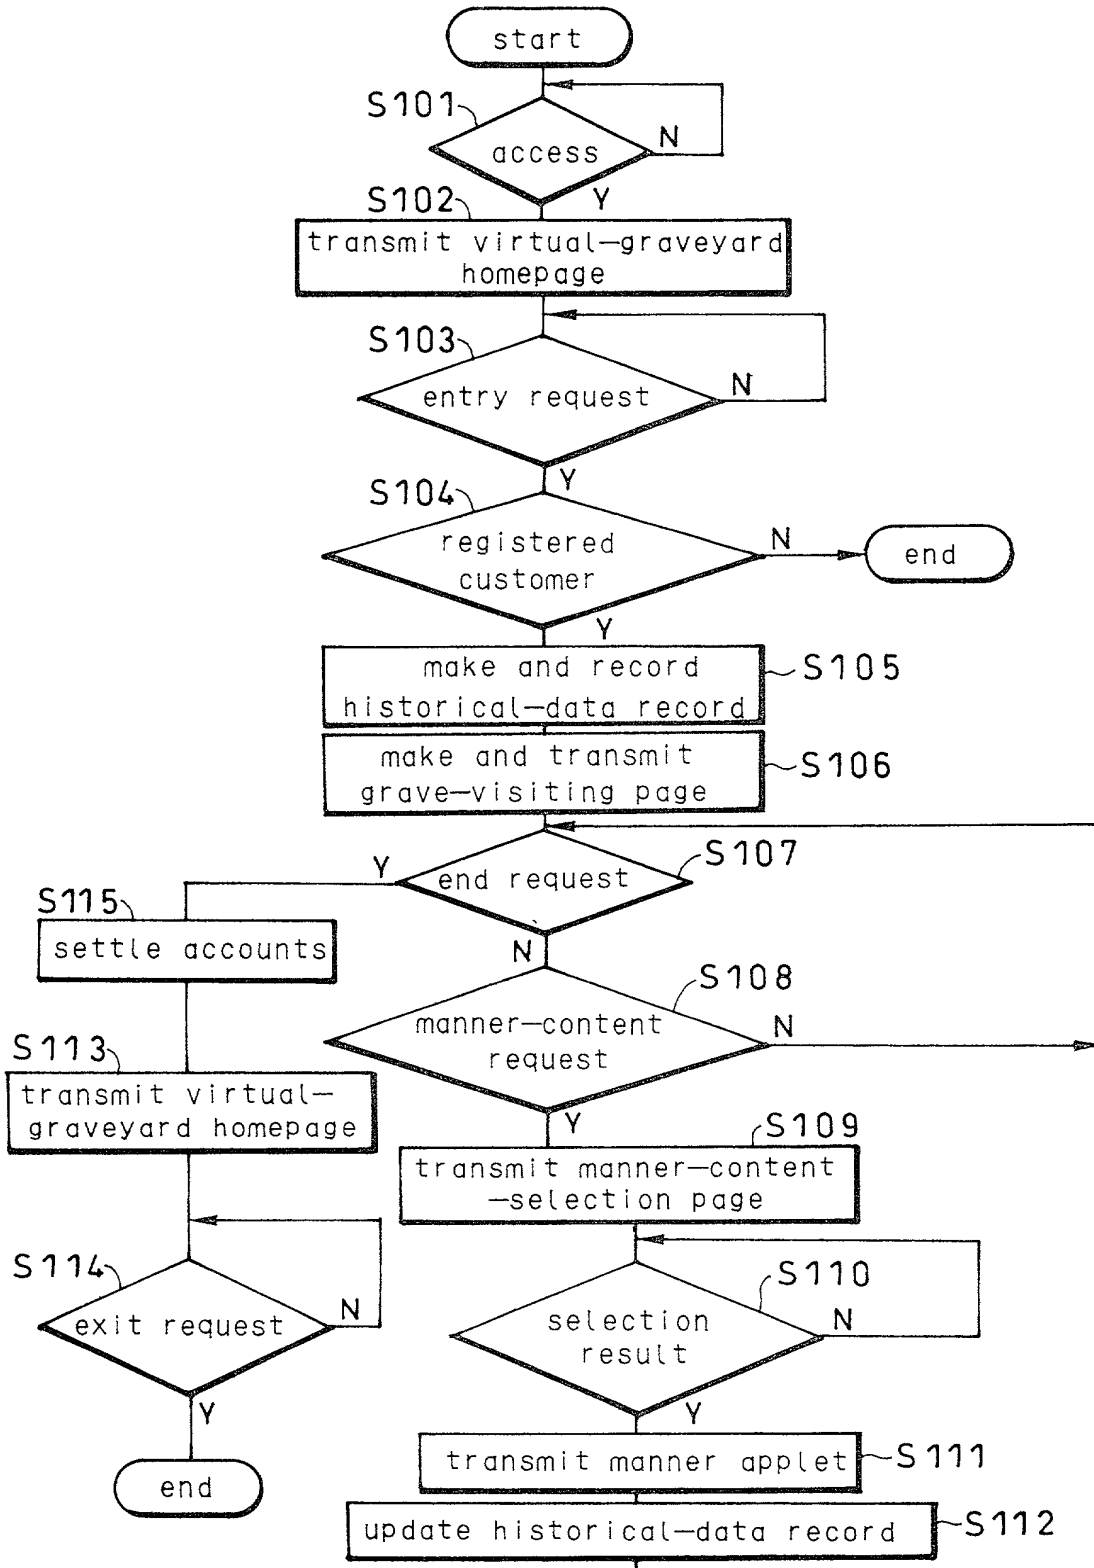 start
S101
access
N
Y
S102
transmit virtual-graveyard
homepage
S103
entry request
N
Y
S104
registered
customer
N
end
Y
make and record
historical-data record
S105
make and transmit
grave-visiting page
S106
S107
end request
Y
N
S115
settle accounts
S108
manner-content
request
N
Y
S113
transmit virtual-
graveyard homepage
S109
transmit manner-content
-selection page
S114
exit request
N
Y
end
S110
selection
result
N
Y
transmit manner applet
S111
update historical-data record
S112